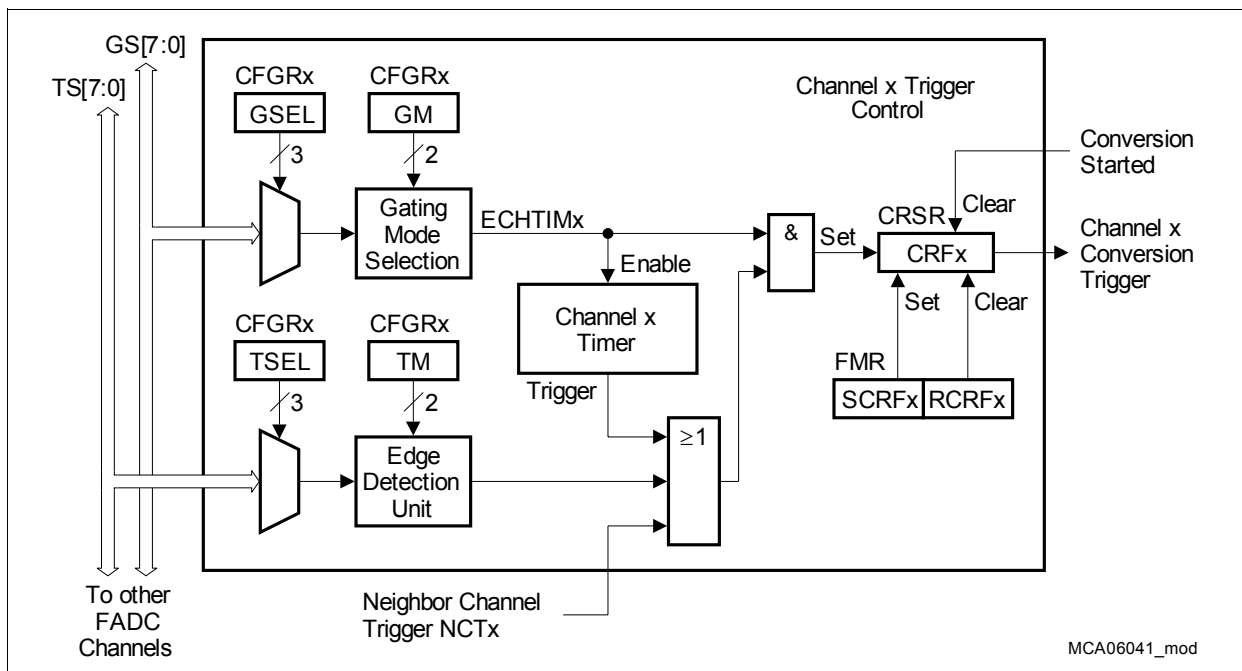 GS[7:0]
TS[7:0]
CFGRx
GSEL
3
CFGRx
GM
2
Gating
Mode
Selection
ECHTIMx
Enable
Channel x
Timer
Trigger
CFGRx
TSEL
3
CFGRx
TM
2
Edge
Detection
Unit
≥1
&
Set
Channel x Trigger
Control
CRSR
Clear
CRFx
Set
Clear
FMR
SCRFx
RCRFx
Conversion
Started
Channel x
Conversion
Trigger
To other
FADC
Channels
Neighbor Channel
Trigger NCTx
MCA06041_mod